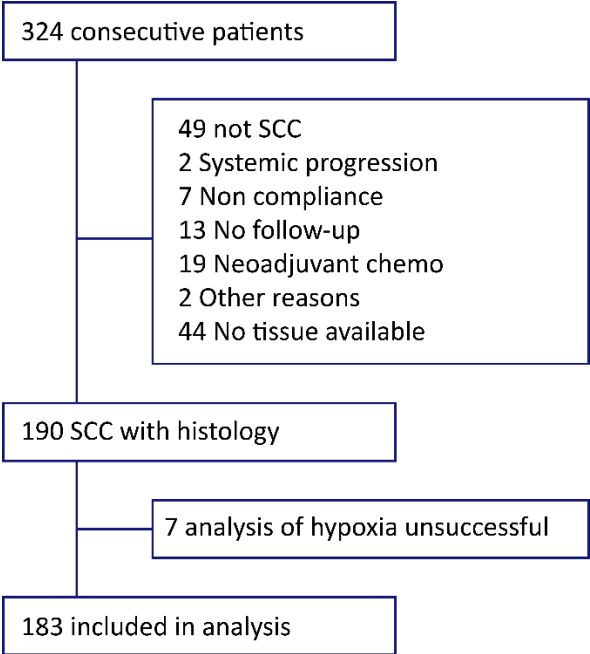 324 consecutive patients
49 not SCC
2 Systemic progression
7 Non compliance
13 No follow-up
19 Neoadjuvant chemo
2 Other reasons
44 No tissue available
190 SCC with histology
7 analysis of hypoxia unsuccessful
183 included in analysis